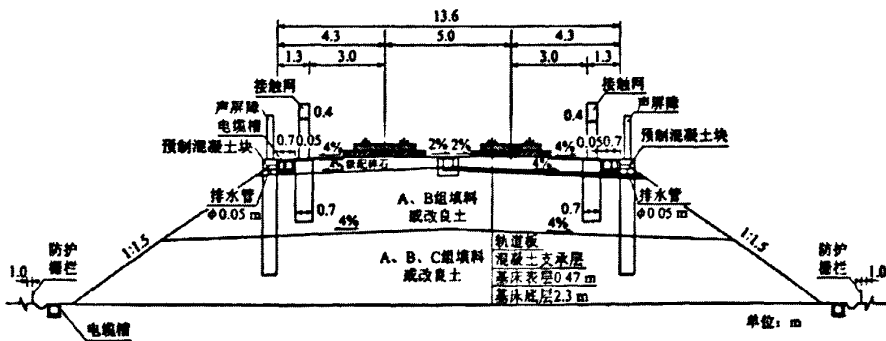 13.6
4.3 5.0 4.3
1.3 3.0 3.0 1.3
接触网 接触网
声屏障 0.4 0.4 声屏障
电缆槽 0.7 0.05 0.05 0.7
预制混凝土块 4% 2% 2% 4% 预制混凝土块
级配碎石 4%
排水管 A、B组填料 排水管
φ0.05 m 0.7 或改良土 0.7 φ0.05 m
4% 4%
1:1.5 1:1.5
防护 A、B、C组填料 轨道板 防护
栅栏 或改良土 混凝土支承层 栅栏
1.0 基床表层0.47 m 1.0
基床底层2.3 m
电缆槽 单位：m